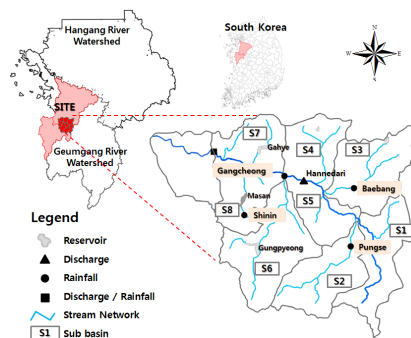 Hangang River
Watershed
South Korea
N
W
E
S
SITE
Geumgang River
Watershed
S7
Gahye
S4
S3
Gangcheong
Hannedari
Baebang
Masan
S8
S5
Shinin
S1
Gungpyeong
Pungse
S6
S2
Legend
Reservoir
Discharge
Rainfall
Discharge / Rainfall
Stream Network
S1
Sub basin